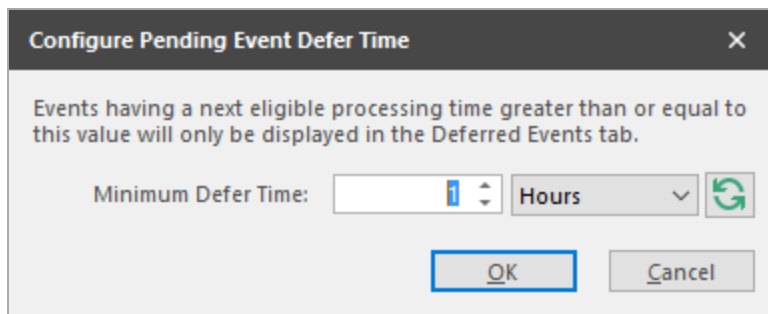 Configure Pending Event Defer Time
Events having a next eligible processing time greater than or equal to
this value will only be displayed in the Deferred Events tab.
Minimum Defer Time: 1 Hours
OK Cancel